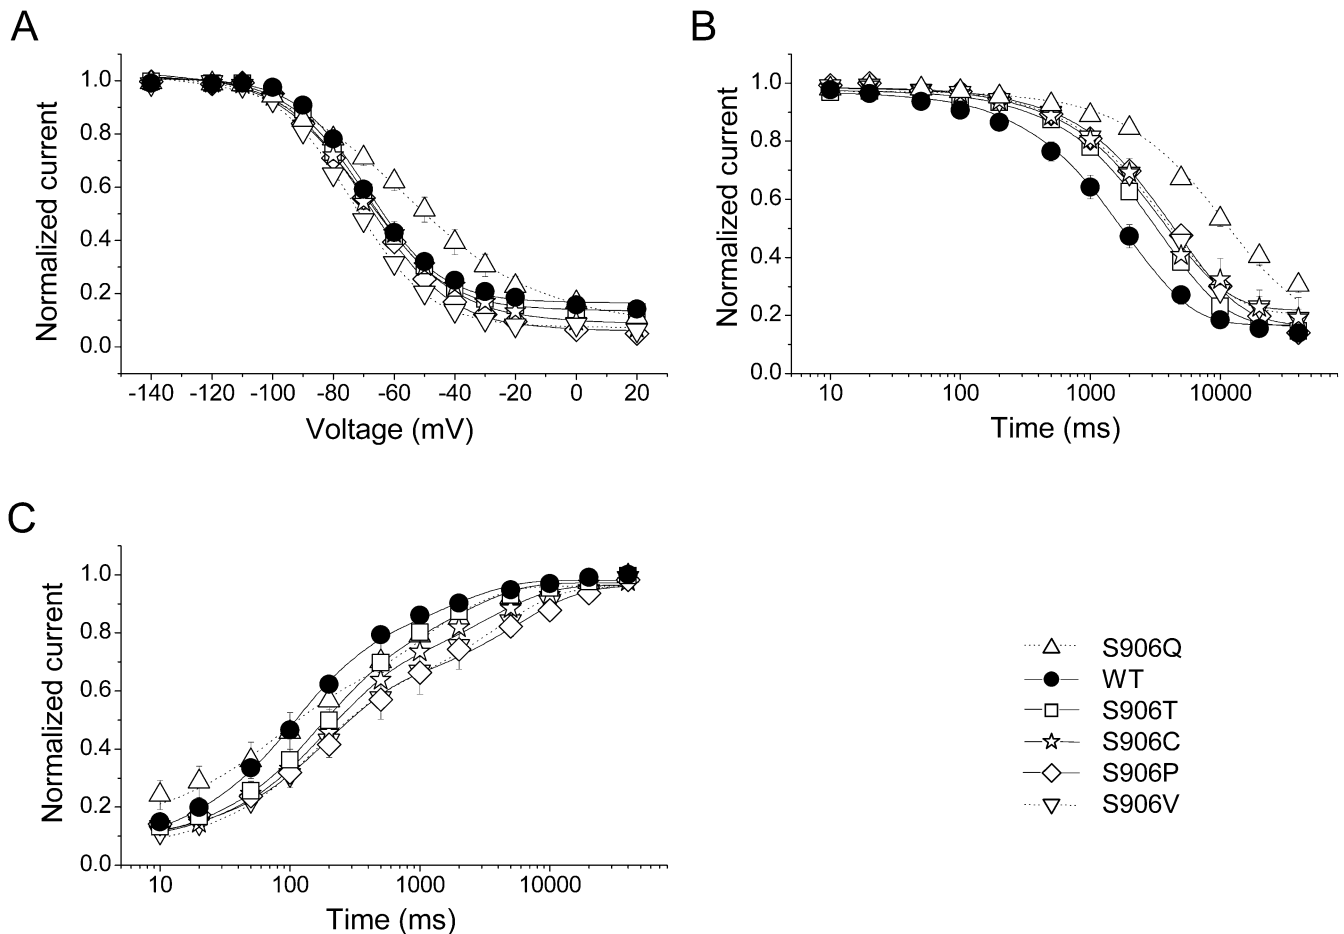 A
B
1.0
0.8
0.6
0.4
0.2
0.0
Normalized current
-140 -120 -100 -80 -60 -40 -20 0 20
Voltage (mV)
1.0
0.8
0.6
0.4
0.2
0.0
Normalized current
10 100 1000 10000
Time (ms)
C
1.0
0.8
0.6
0.4
0.2
0.0
Normalized current
10 100 1000 10000
Time (ms)
S906Q
WT
S906T
S906C
S906P
S906V